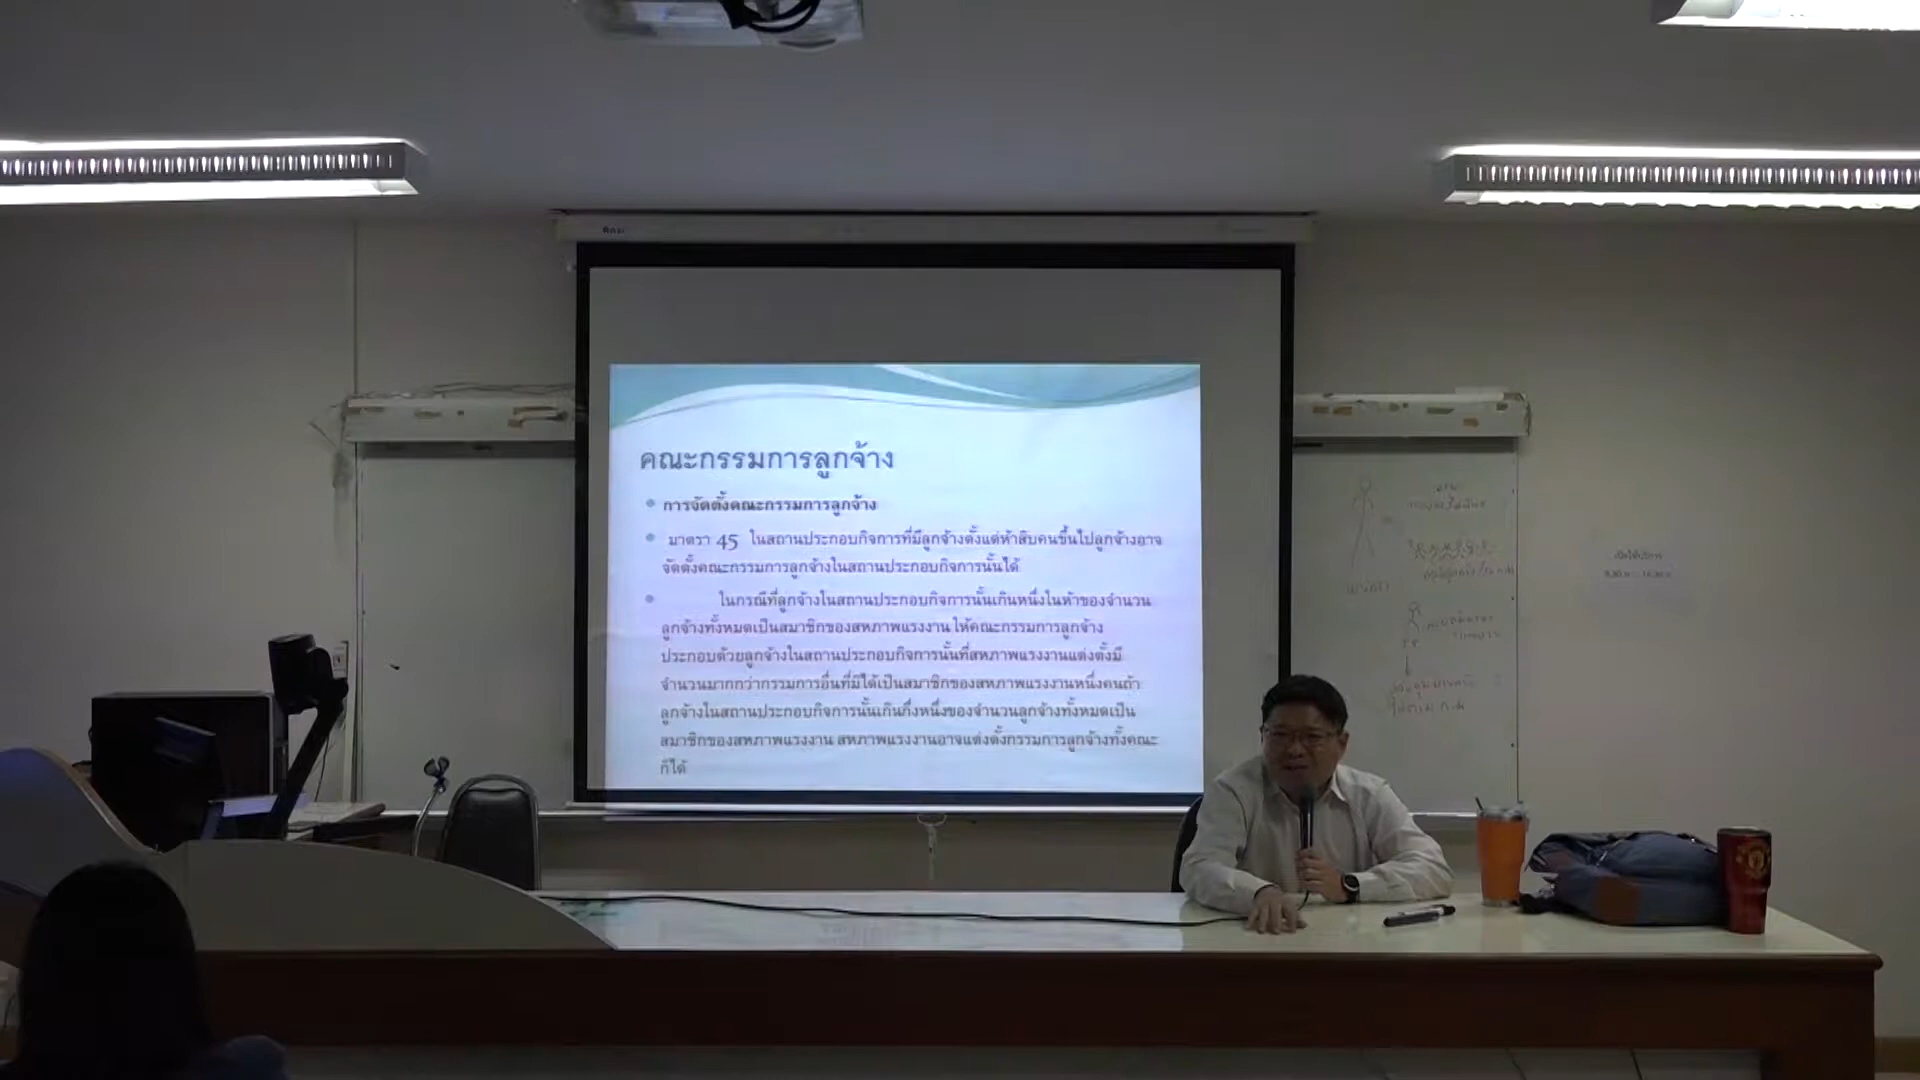 คณะกรรมการลูกจ้าง
การจัดตั้งคณะกรรมการลูกจ้าง
มาตรา 45 ในสถานประกอบกิจการที่มีลูกจ้างตั้งแต่ห้าสิบคนขึ้นไปลูกจ้างอาจ
จัดตั้งคณะกรรมการลูกจ้างในสถานประกอบกิจการนั้นได้
ในกรณีที่ลูกจ้างในสถานประกอบกิจการนั้นเกินหนึ่งในห้าของจำนวน
ลูกจ้างทั้งหมดเป็นสมาชิกของสหภาพแรงงาน ให้คณะกรรมการลูกจ้าง
ประกอบด้วยลูกจ้างในสถานประกอบกิจการนั้นที่สหภาพแรงงานแต่งตั้งมี
จำนวนมากกว่ากรรมการอื่นที่มิได้เป็นสมาชิกของสหภาพแรงงานหนึ่งคนถ้า
ลูกจ้างในสถานประกอบกิจการนั้นเกินกึ่งหนึ่งของจำนวนลูกจ้างทั้งหมดเป็น
สมาชิกของสหภาพแรงงาน สหภาพแรงงานอาจแต่งตั้งกรรมการลูกจ้างทั้งคณะ
ก็ได้
เปิดให้บริการ